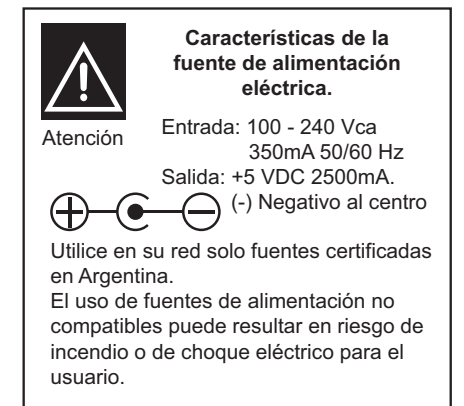 Características de la
fuente de alimentación
eléctrica.
Atención
Entrada: 100 - 240 Vca
350mA 50/60 Hz
Salida: +5 VDC 2500mA.
(-) Negativo al centro
Utilice en su red solo fuentes certificadas
en Argentina.
El uso de fuentes de alimentación no
compatibles puede resultar en riesgo de
incendio o de choque eléctrico para el
usuario.